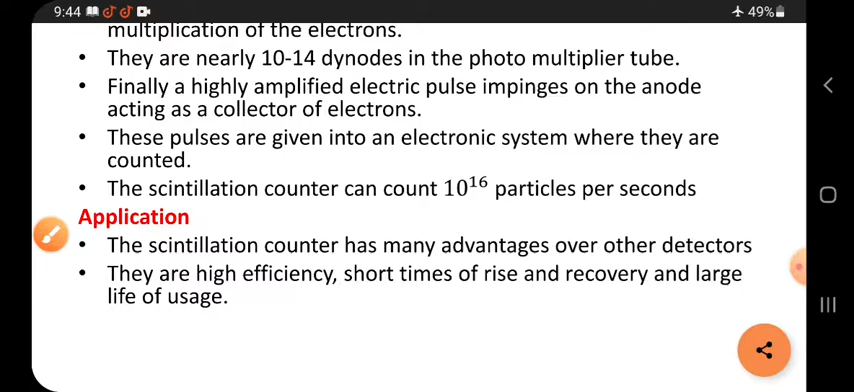 9:44
49%
multiplication of the electrons.
• They are nearly 10-14 dynodes in the photo multiplier tube.
• Finally a highly amplified electric pulse impinges on the anode
acting as a collector of electrons.
• These pulses are given into an electronic system where they are
counted.
• The scintillation counter can count 10¹⁶ particles per seconds
Application
• The scintillation counter has many advantages over other detectors
• They are high efficiency, short times of rise and recovery and large
life of usage.